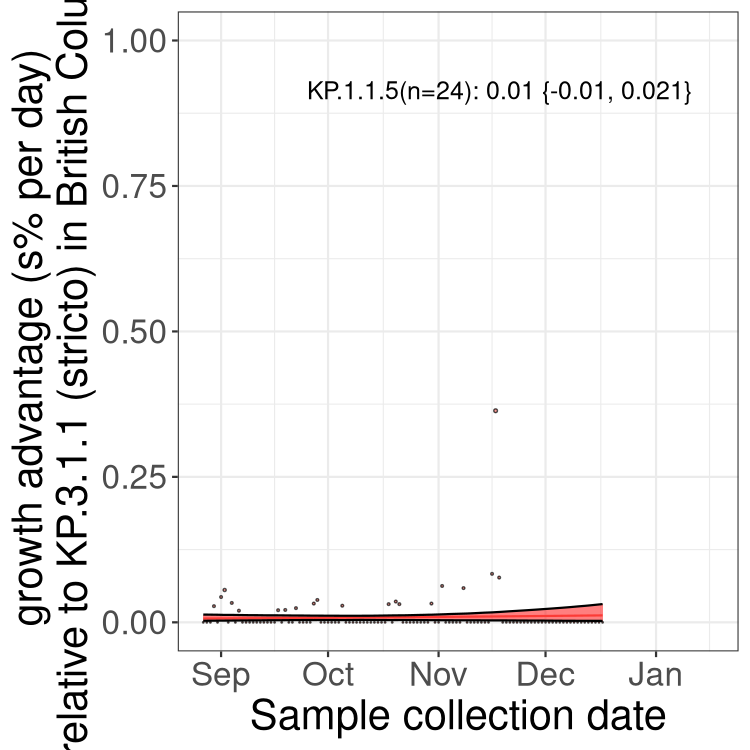 growth advantage (s% per day)
relative to KP.3.1.1 (stricto) in British Colu
1.00
0.75
0.50
0.25
0.00
KP.1.1.5(n=24): 0.01 {-0.01, 0.021}
Sep Oct Nov Dec Jan
Sample collection date